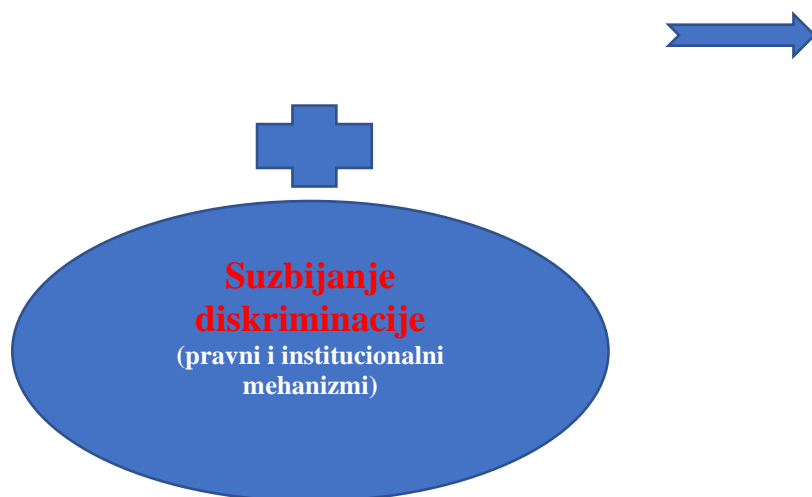 Suzbijanje
diskriminacije
(pravni i institucionalni
mehanizmi)